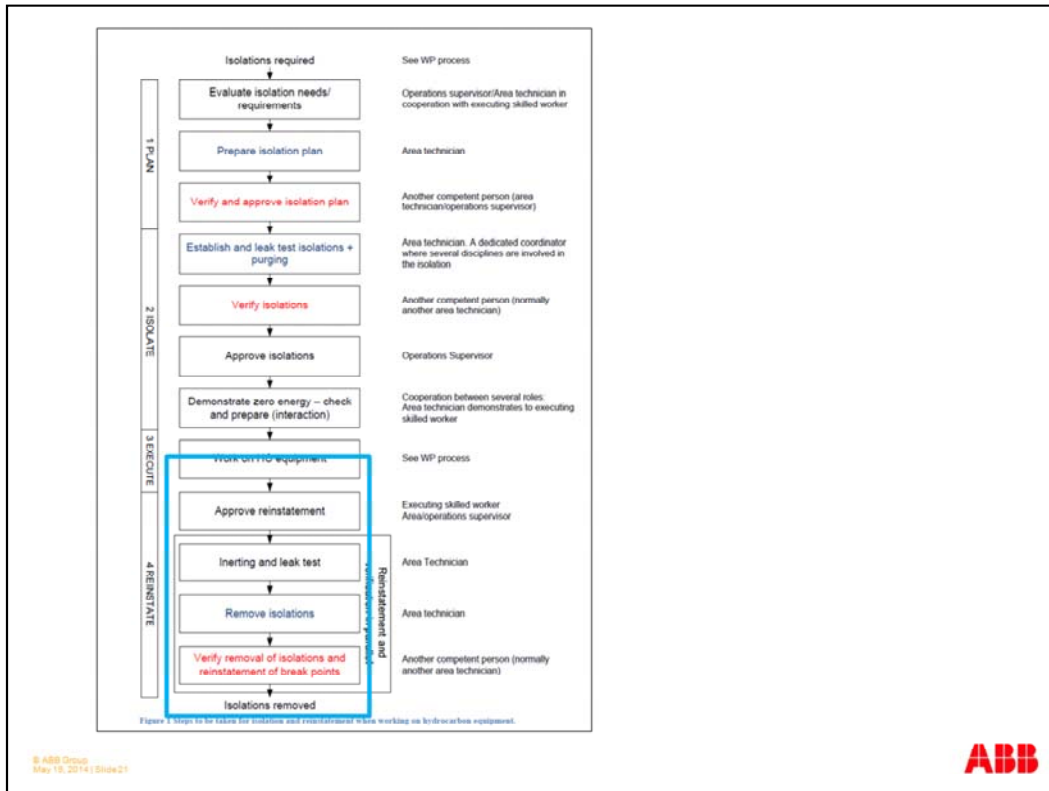 Isolations required
See WP process
1 PLAN
Evaluate isolation needs/
requirements
Operations supervisor/Area technician in
cooperation with executing skilled worker
Prepare isolation plan
Area technician
Verify and approve isolation plan
Another competent person (area
technician/operations supervisor)
2 ISOLATE
Establish and leak test isolations +
purging
Area technician. A dedicated coordinator
where several disciplines are involved in
the isolation
Verify isolations
Another competent person (normally
another area technician)
Approve isolations
Operations Supervisor
Demonstrate zero energy – check
and prepare (interaction)
Cooperation between several roles.
Area technician demonstrates to executing
skilled worker
3 EXECUTE
Work on HC equipment
See WP process
4 REINSTATE
Approve reinstatement
Executing skilled worker
Area/operations supervisor
Reinstatement and
verification in parallel
Inerting and leak test
Area Technician
Remove isolations
Area technician
Verify removal of isolations and
reinstatement of break points
Another competent person (normally
another area technician)
Isolations removed
Figure 1 Steps to be taken for isolation and reinstatement when working on hydrocarbon equipment.
© ABB Group
May 15, 2014 | Slide 21
ABB